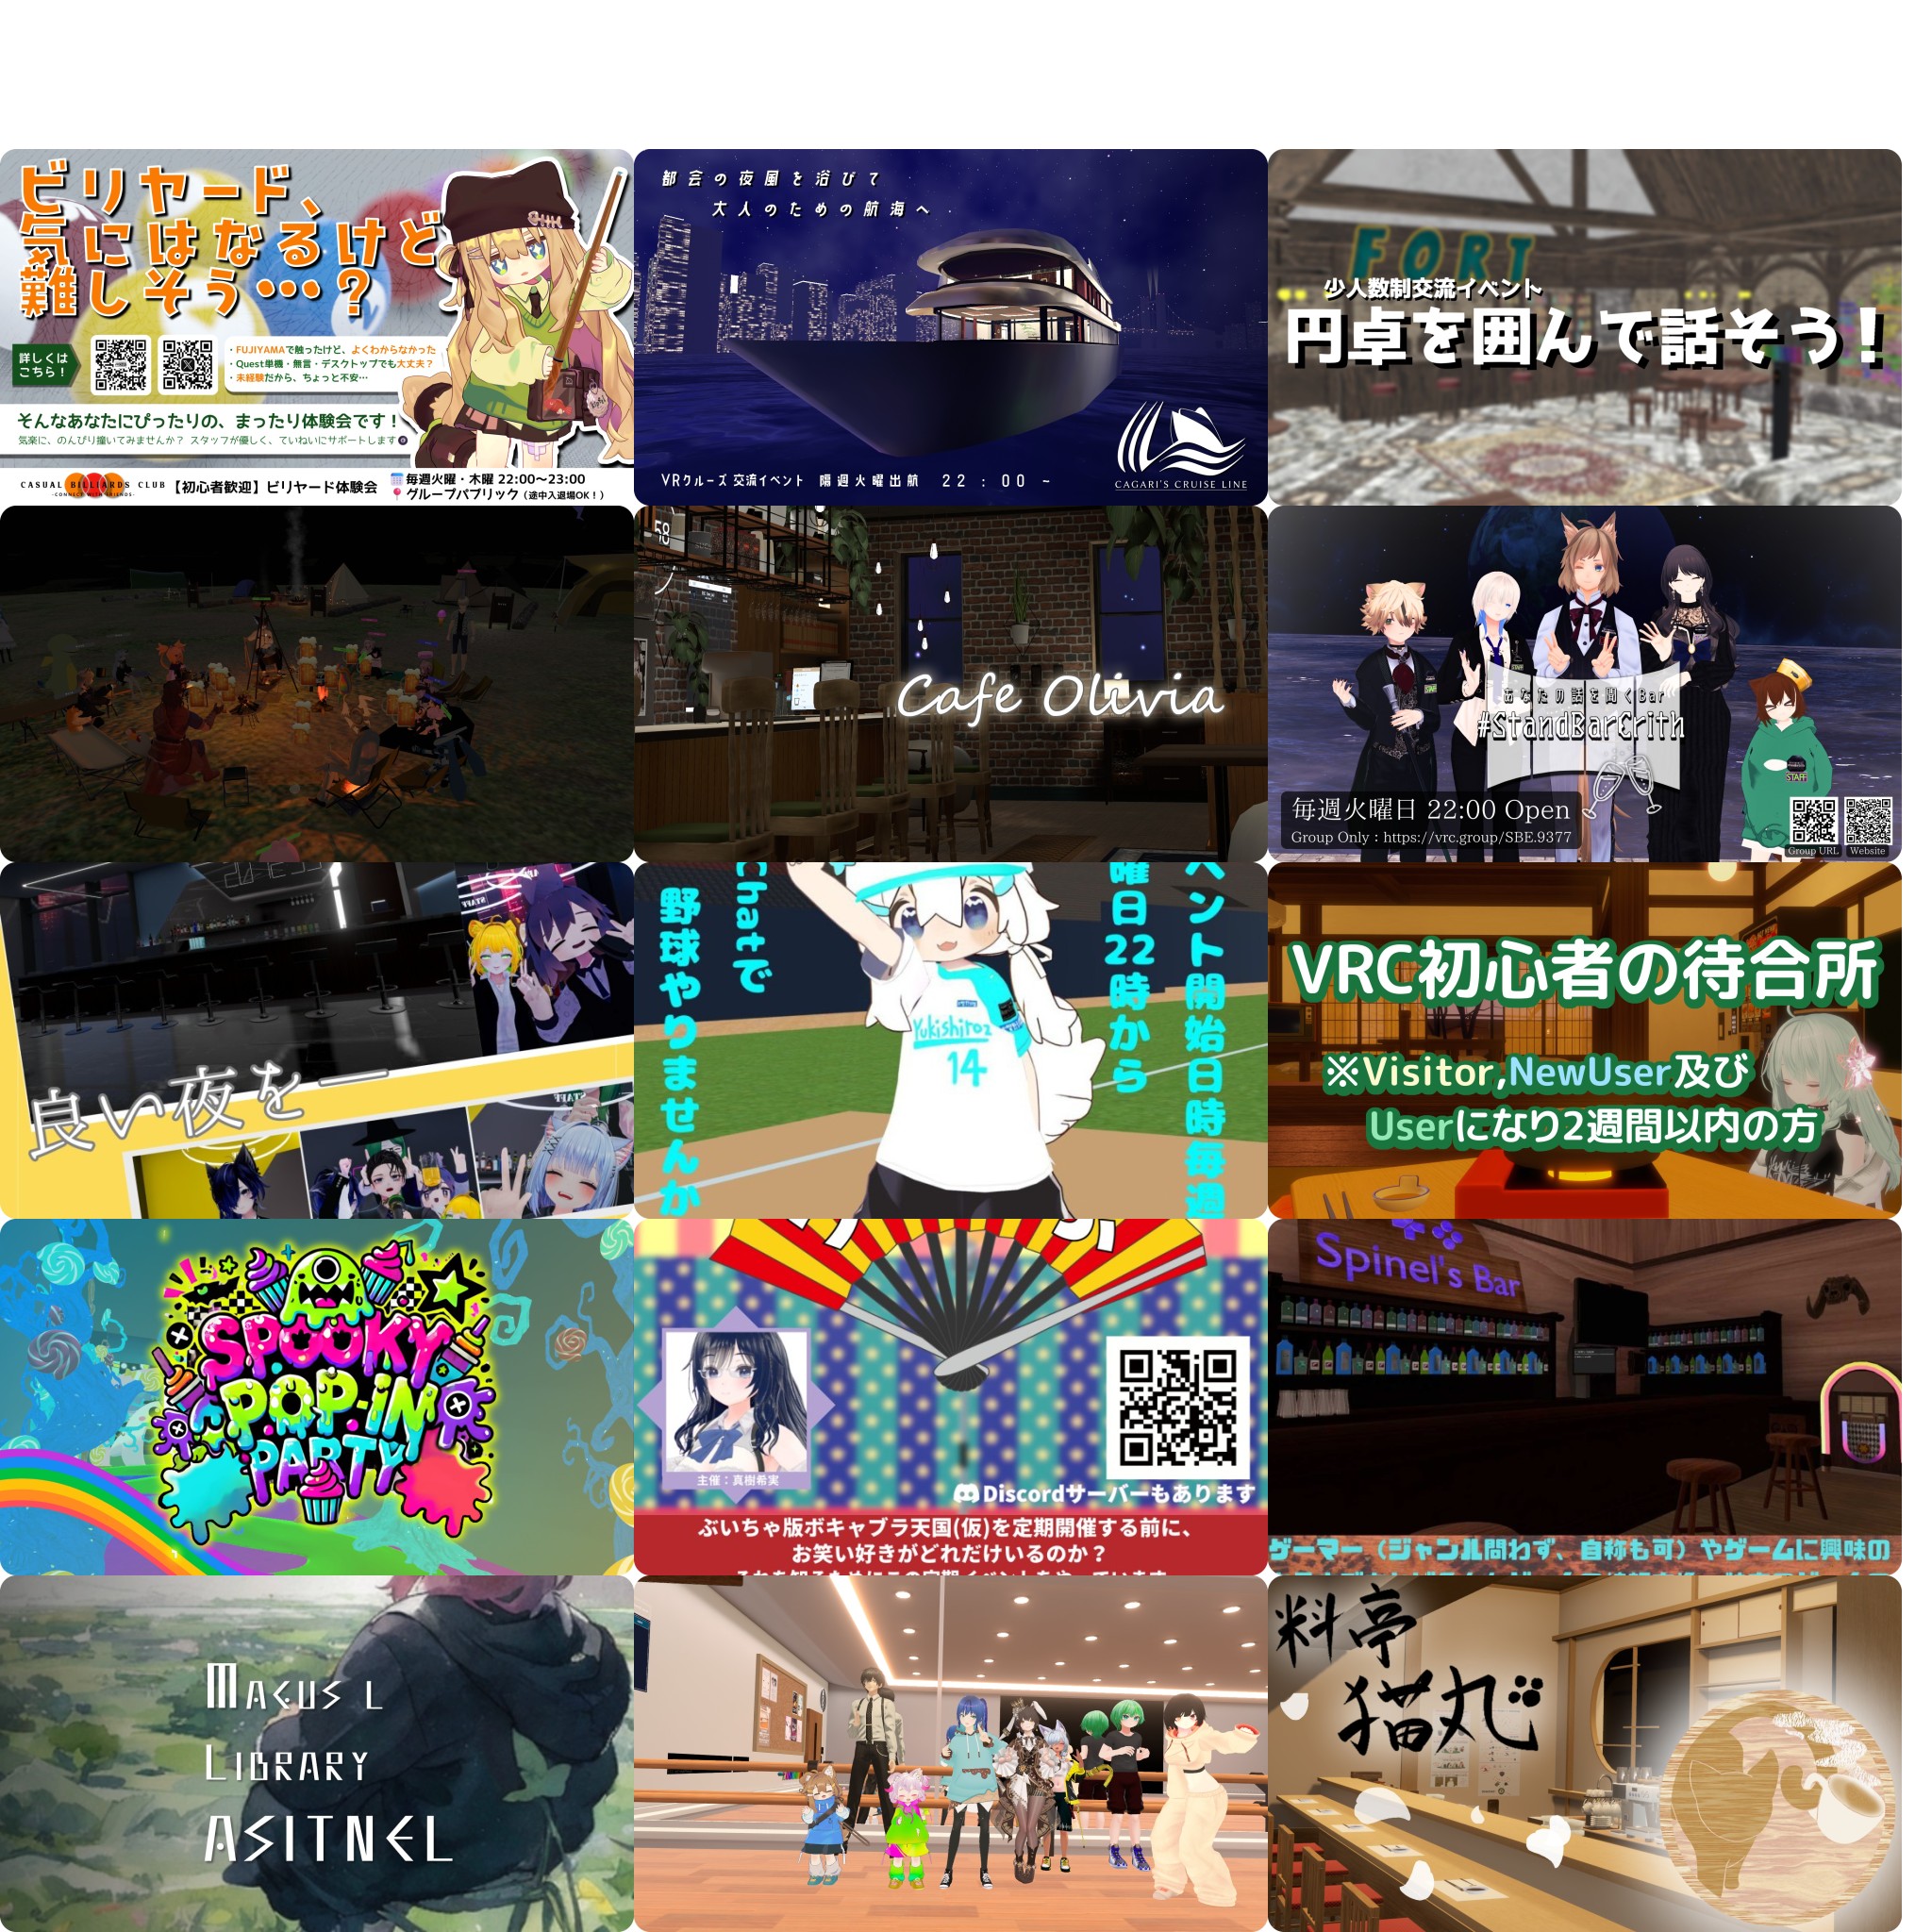 ビリヤード、
気にはなるけど
難しそう…？
詳しくは
こちら！
・FUJIYAMAで触ったけど、よくわからなかった
・Quest単機・無言・デスクトップでも大丈夫？
・未経験だから、ちょっと不安…
そんなあなたにぴったりの、まったり体験会です！
気楽に、のんびり撞いてみませんか？ スタッフが優しく、ていねいにサポートします
CASUAL BILLIARDS CLUB
-CONNECT WITH FRIENDS-
【初心者歓迎】ビリヤード体験会
毎週火曜・木曜 22:00〜23:00
グループパブリック（途中入退場OK！）
都会の夜風を浴びて
大人のための航海へ
VRクルーズ 交流イベント 隔週火曜出航 22：00 ~
CAGARI'S CRUISE LINE
FORT
少人数制交流イベント
円卓を囲んで話そう！
58
Cafe Olivia
あなたの話を聞くBar
#StandBarCrith
毎週火曜日 22:00 Open
Group Only : https://vrc.group/SBE.9377
STAFF
Group URL
Website
STAFF
良い夜を―
STAFF
ベント開始日時毎週
曜日22時から
chatで
野球やりませんか
Yukishiroz
14
VRC初心者の待合所
※Visitor,NewUser及び
Userになり2週間以内の方
SPOOKY
POP-IN
PARTY
主催：真樹希実
Discordサーバーもあります
ぶいちゃ版ボキャブラ天国(仮)を定期開催する前に、
お笑い好きがどれだけいるのか？
Spinel's Bar
ゲーマー（ジャンル問わず、自称も可）やゲームに興味の
MACUS L
LIBRARY
ASITNEL
料亭
猫丸